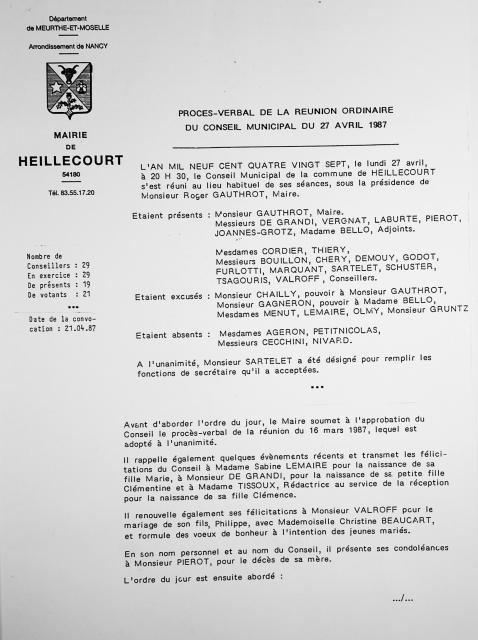 Département
de MEURTHE-ET-MOSELLE
Arrondissement de NANCY
MAIRIE
DE
HEILLECOURT
54180
Tél. 83.55.17.20
PROCES-VERBAL DE LA REUNION ORDINAIRE
DU CONSEIL MUNICIPAL DU 27 AVRIL 1987
L'AN MIL NEUF CENT QUATRE VINGT SEPT, le lundi 27 avril,
à 20 H 30, le Conseil Municipal de la commune de HEILLECOURT
s'est réuni au lieu habituel de ses séances, sous la présidence de
Monsieur Roger GAUTHROT, Maire.
Etaient présents : Monsieur GAUTHROT, Maire.
Messieurs DE GRANDI, VERGNAT, LABURTE, PIEROT,
JOANNES-GROTZ, Madame BELLO, Adjoints.
Mesdames CORDIER, THIERY,
Messieurs BOUILLON, CHERY, DEMOUY, GODOT,
FURLOTTI, MARQUANT, SARTELET, SCHUSTER,
TSAGOURIS, VALROFF, Conseillers.
Etaient excusés : Monsieur CHAILLY, pouvoir à Monsieur GAUTHROT,
Monsieur GAGNERON, pouvoir à Madame BELLO,
Mesdames MENUT, LEMAIRE, OLMY, Monsieur GRUNTZ
Etaient absents : Mesdames AGERON, PETITNICOLAS,
Messieurs CECCHINI, NIVARD.
Nombre de
Conseillers : 29
En exercice : 29
De présents : 19
De votants : 21
***
Date de la convo-
cation : 21.04.87
A l'unanimité, Monsieur SARTELET a été désigné pour remplir les
fonctions de secrétaire qu'il a acceptées.
***
Avant d'aborder l'ordre du jour, le Maire soumet à l'approbation du
Conseil le procès-verbal de la réunion du 16 mars 1987, lequel est
adopté à l'unanimité.
Il rappelle également quelques évènements récents et transmet les félici-
tations du Conseil à Madame Sabine LEMAIRE pour la naissance de sa
fille Marie, à Monsieur DE GRANDI, pour la naissance de sa petite fille
Clémentine et à Madame TISSOUX, Rédactrice au service de la réception
pour la naissance de sa fille Clémence.
Il renouvelle également ses félicitations à Monsieur VALROFF pour le
mariage de son fils, Philippe, avec Mademoiselle Christine BEAUCART,
et formule des voeux de bonheur à l'intention des jeunes mariés.
En son nom personnel et au nom du Conseil, il présente ses condoléances
à Monsieur PIEROT, pour le décès de sa mère.
L'ordre du jour est ensuite abordé :
.../...